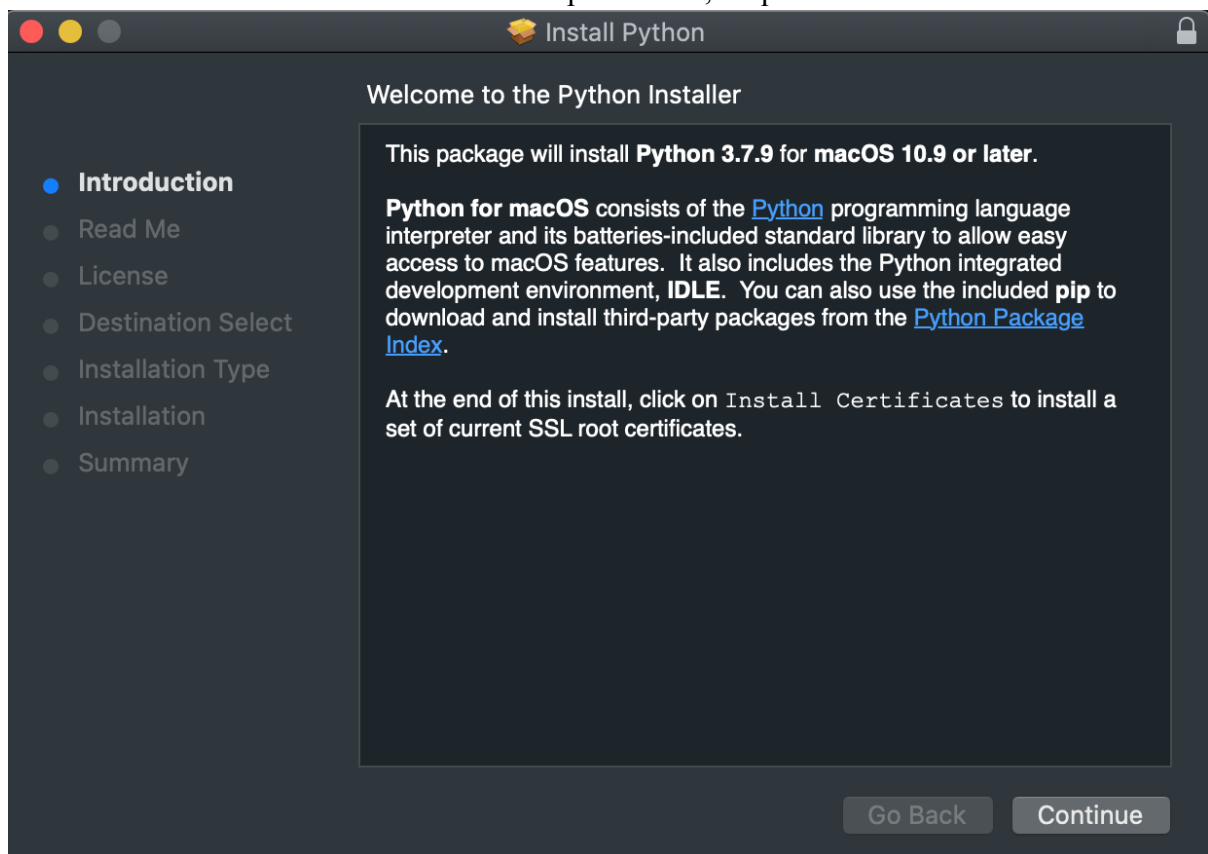 Install Python
Welcome to the Python Installer
Introduction
Read Me
License
Destination Select
Installation Type
Installation
Summary
This package will install Python 3.7.9 for macOS 10.9 or later.
Python for macOS consists of the Python programming language
interpreter and its batteries-included standard library to allow easy
access to macOS features.  It also includes the Python integrated
development environment, IDLE.  You can also use the included pip to
download and install third-party packages from the Python Package
Index.
At the end of this install, click on Install Certificates to install a
set of current SSL root certificates.
Go Back
Continue